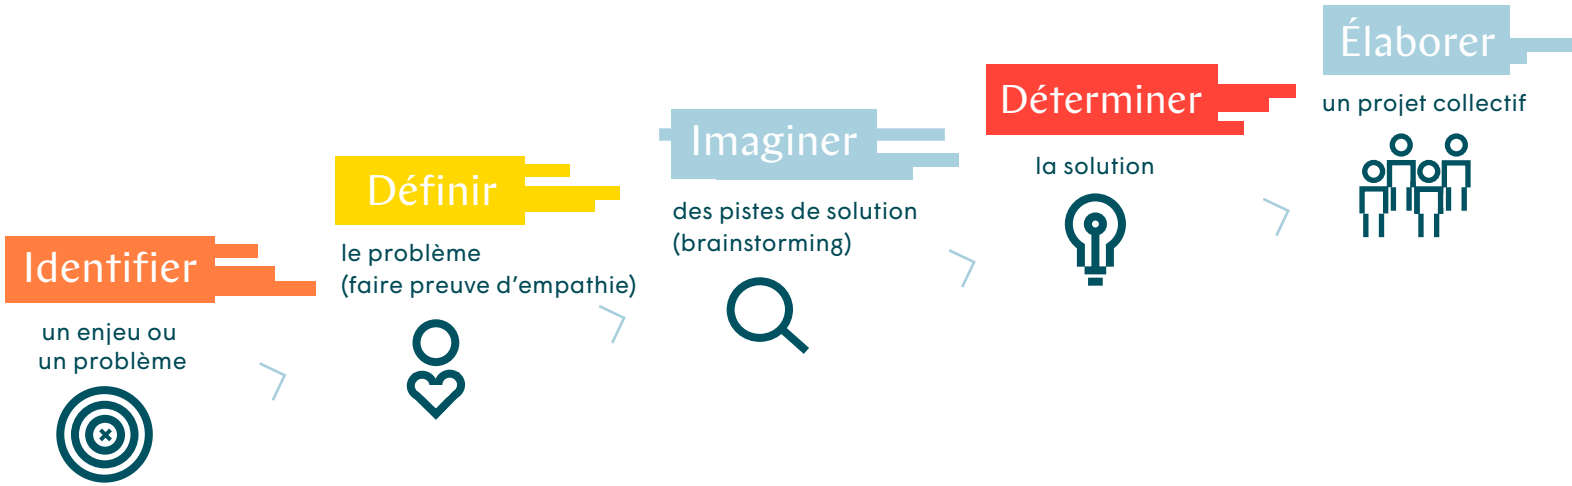 Identifier
un enjeu ou
un problème
Définir
le problème
(faire preuve d’empathie)
Imaginer
des pistes de solution
(brainstorming)
Déterminer
la solution
Élaborer
un projet collectif